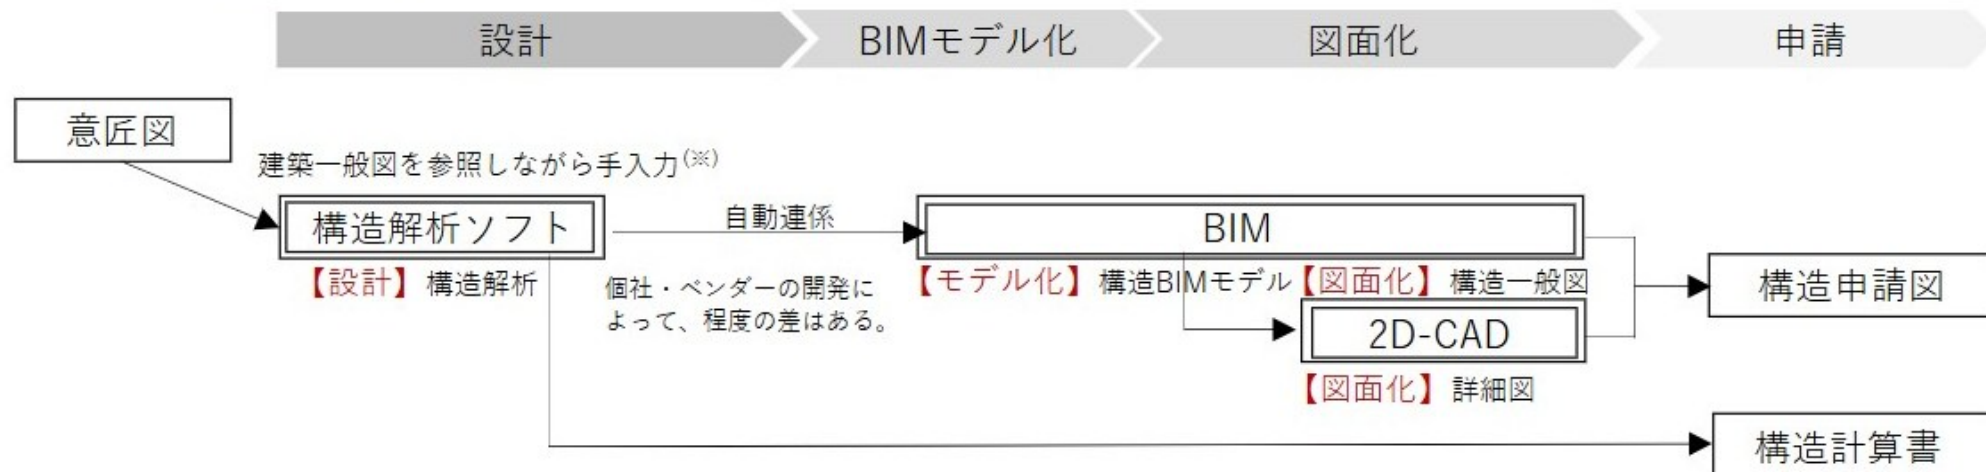 設計
BIMモデル化
図面化
申請
意匠図
建築一般図を参照しながら手入力(※)
構造解析ソフト
自動連係
BIM
【設計】構造解析
個社・ベンダーの開発に
よって、程度の差はある。
【モデル化】構造BIMモデル
【図面化】構造一般図
構造申請図
2D-CAD
【図面化】詳細図
構造計算書